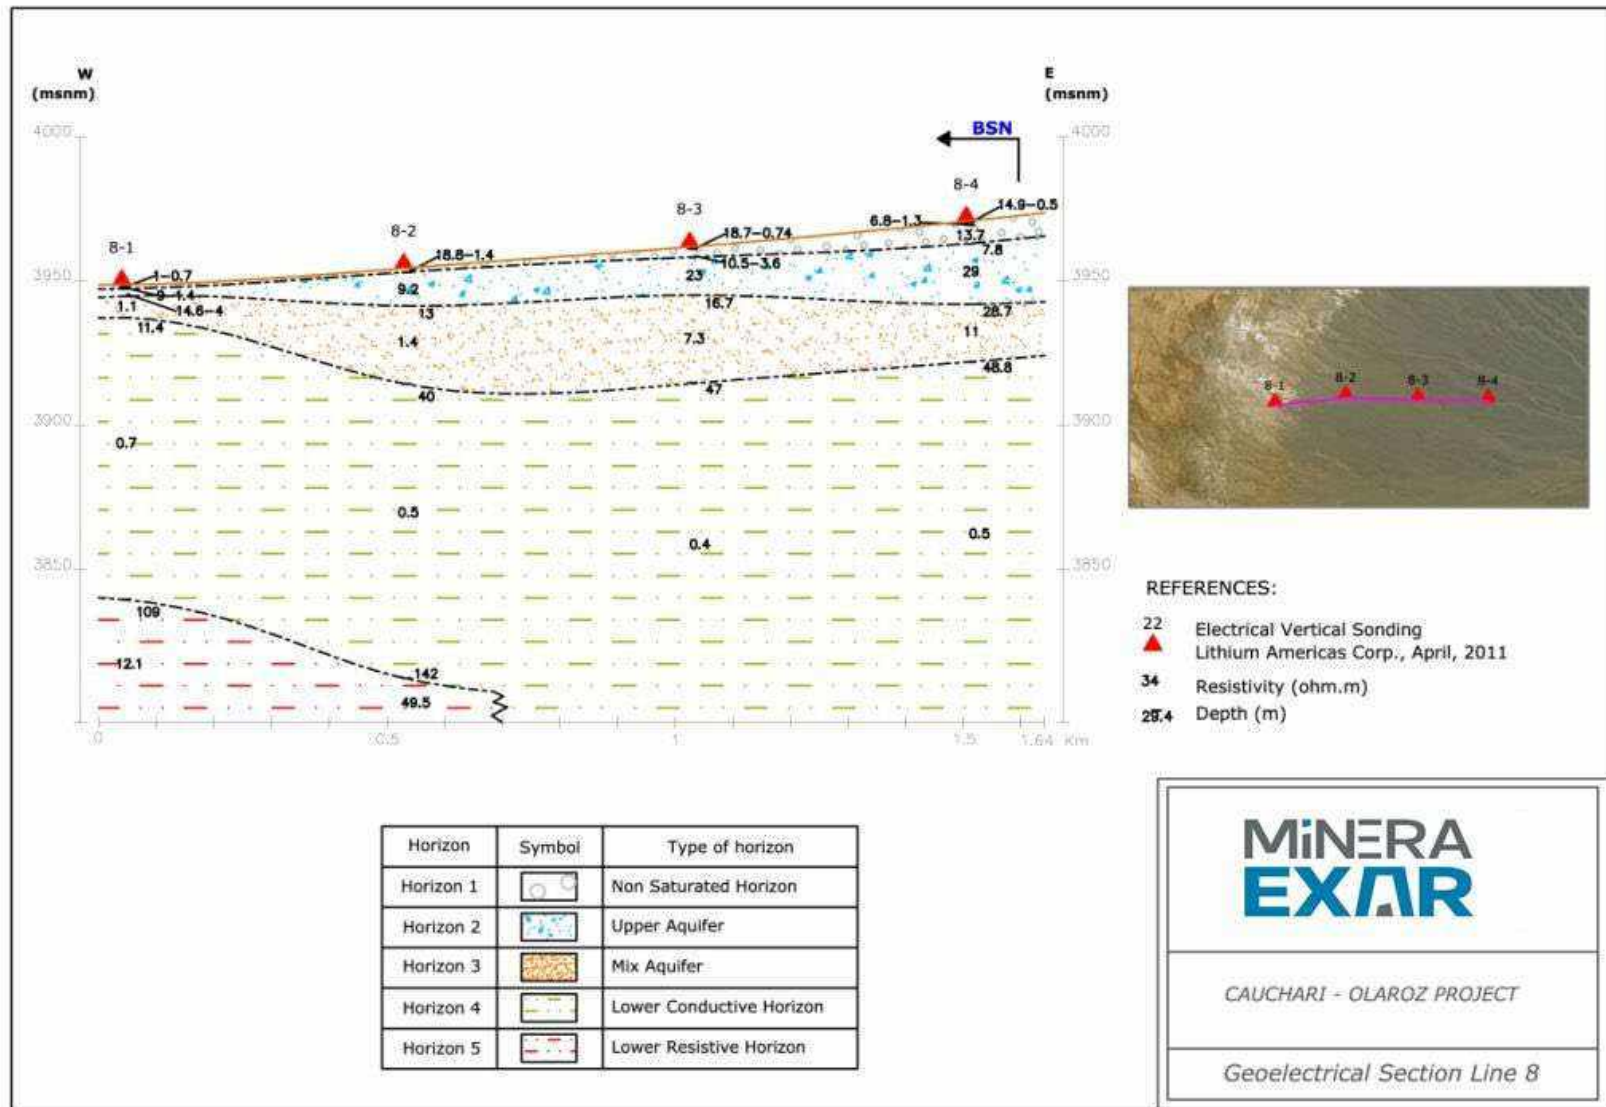 W
(msnm)
E
(msnm)
4000
4000
BSN
8-4
14.9-0.5
6.8-1.3
8-3
18.7-0.74
13.7
7.8
8-2
18.8-1.4
8-1
10.5-3.6
1-0.7
3950
23
29
3950
9.2
9-1.4
1.1
14.6-4
13
16.7
28.7
11.4
1.4
7.3
11
48.8
40
47
8-1
8-2
8-3
8-4
3900
3900
0.7
0.5
0.4
0.5
3850
3850
109
12.1
142
49.5
0
0.5
1
1.5
1.64 Km
REFERENCES:
22
Electrical Vertical Sonding
Lithium Americas Corp., April, 2011
34 Resistivity (ohm.m)
29.4 Depth (m)
Horizon Symbol Type of horizon
Horizon 1 Non Saturated Horizon
Horizon 2 Upper Aquifer
Horizon 3 Mix Aquifer
Horizon 4 Lower Conductive Horizon
Horizon 5 Lower Resistive Horizon
MiNERA
EXAR
CAUCHARI - OLAROZ PROJECT
Geoelectrical Section Line 8